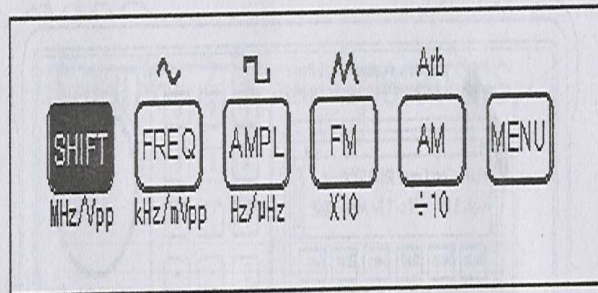 Arb
SHIFT FREQ AMPL FM AM MENU
MHz/Vpp kHz/mVpp Hz/µHz X10 ÷10